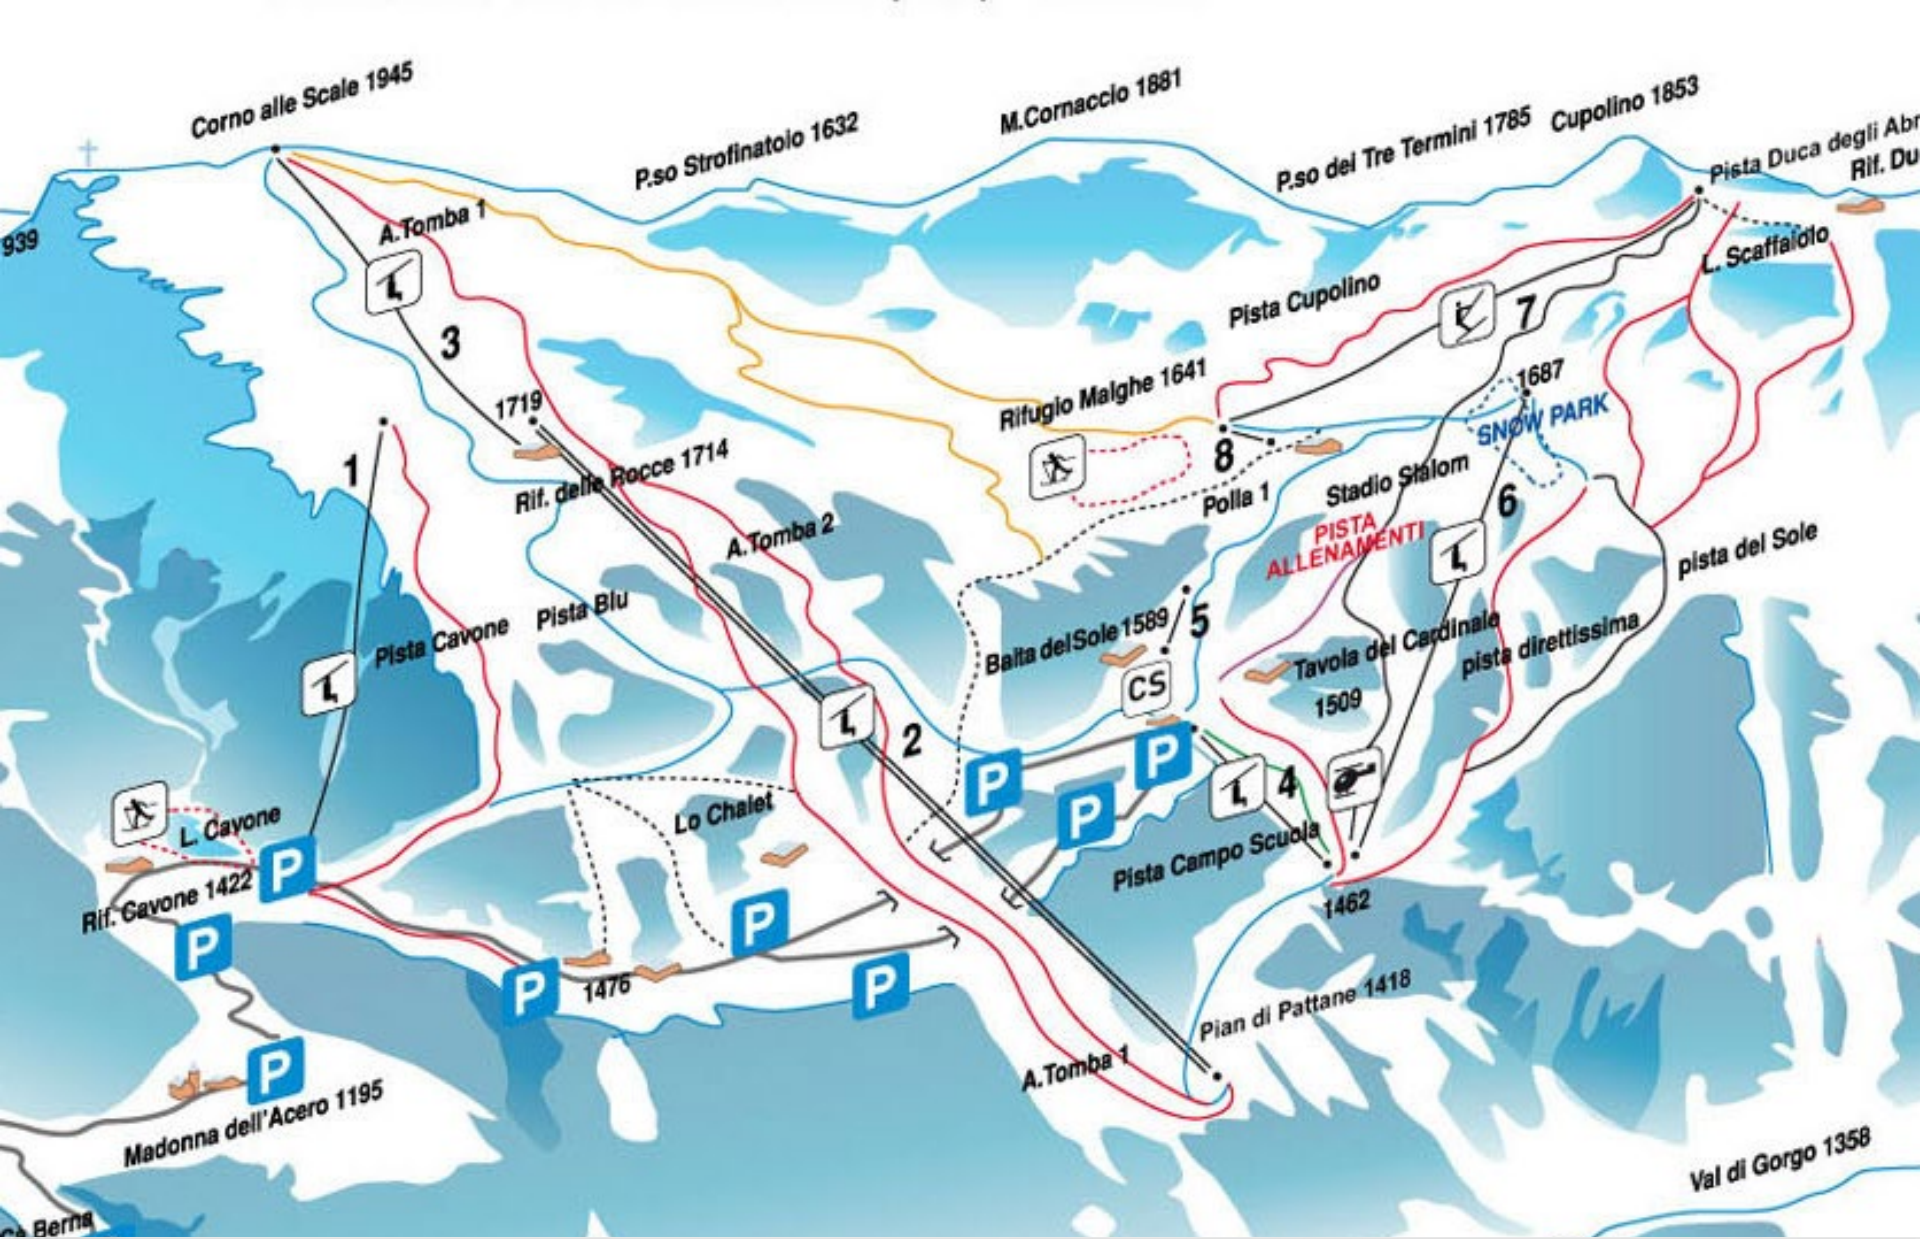 Corno alle Scale 1945
P.so Strofinatoio 1632
M.Cornaccio 1881
P.so dei Tre Termini 1785
Cupolino 1853
Pista Duca degli Abr
Rif. Du
939
A.Tomba 1
L. Scaffaiolo
Pista Cupolino
7
3
1719
Rifugio Malghe 1641
1687
SNOW PARK
1
Rif. delle Rocce 1714
8
Polla 1
Stadio Slalom
6
A.Tomba 2
PISTA
ALLENAMENTI
pista del Sole
Pista Blu
Pista Cavone
Baita del Sole 1589
5
CS
Tavola del Cardinale
1509
pista direttissima
2
P
P
P
4
L. Cavone
Lo Chalet
Pista Campo Scuola
P
Rif. Cavone 1422
1462
P
P
P
1476
P
Pian di Pattane 1418
A.Tomba 1
P
Madonna dell'Acero 1195
Val di Gorgo 1358
Cà Berna